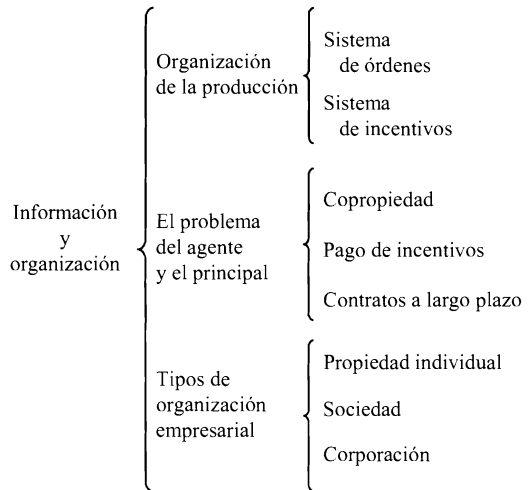 Información
y
organización
Organización
de la producción
Sistema
de órdenes
Sistema
de incentivos
El problema
del agente
y el principal
Copropiedad
Pago de incentivos
Contratos a largo plazo
Tipos de
organización
empresarial
Propiedad individual
Sociedad
Corporación